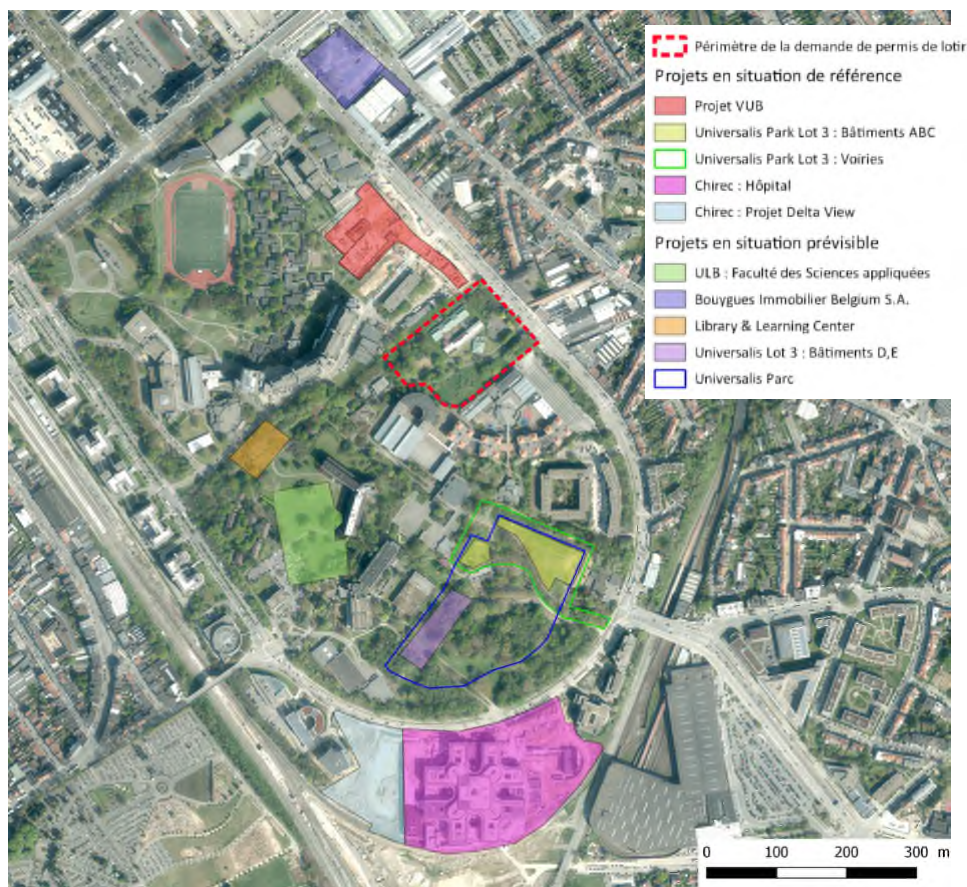 Périmètre de la demande de permis de lotir
Projets en situation de référence
Projet VUB
Universalis Park Lot 3 : Bâtiments ABC
Universalis Park Lot 3 : Voiries
Chirec : Hôpital
Chirec : Projet Delta View
Projets en situation prévisible
ULB : Faculté des Sciences appliquées
Bouygues Immobilier Belgium S.A.
Library & Learning Center
Universalis Lot 3 : Bâtiments D,E
Universalis Parc
0 100 200 300 m